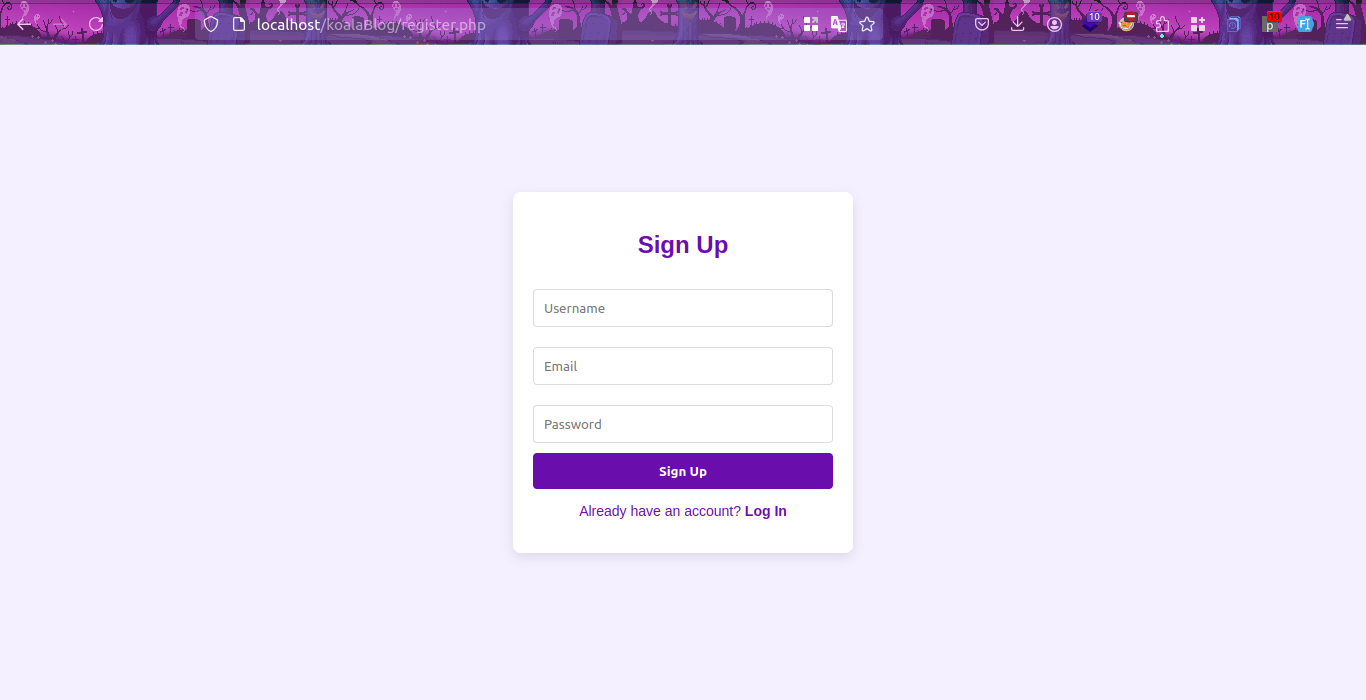 localhost/koalaBlog/register.php
10
10
p
Sign Up
Username
Email
Password
Sign Up
Already have an account? Log In